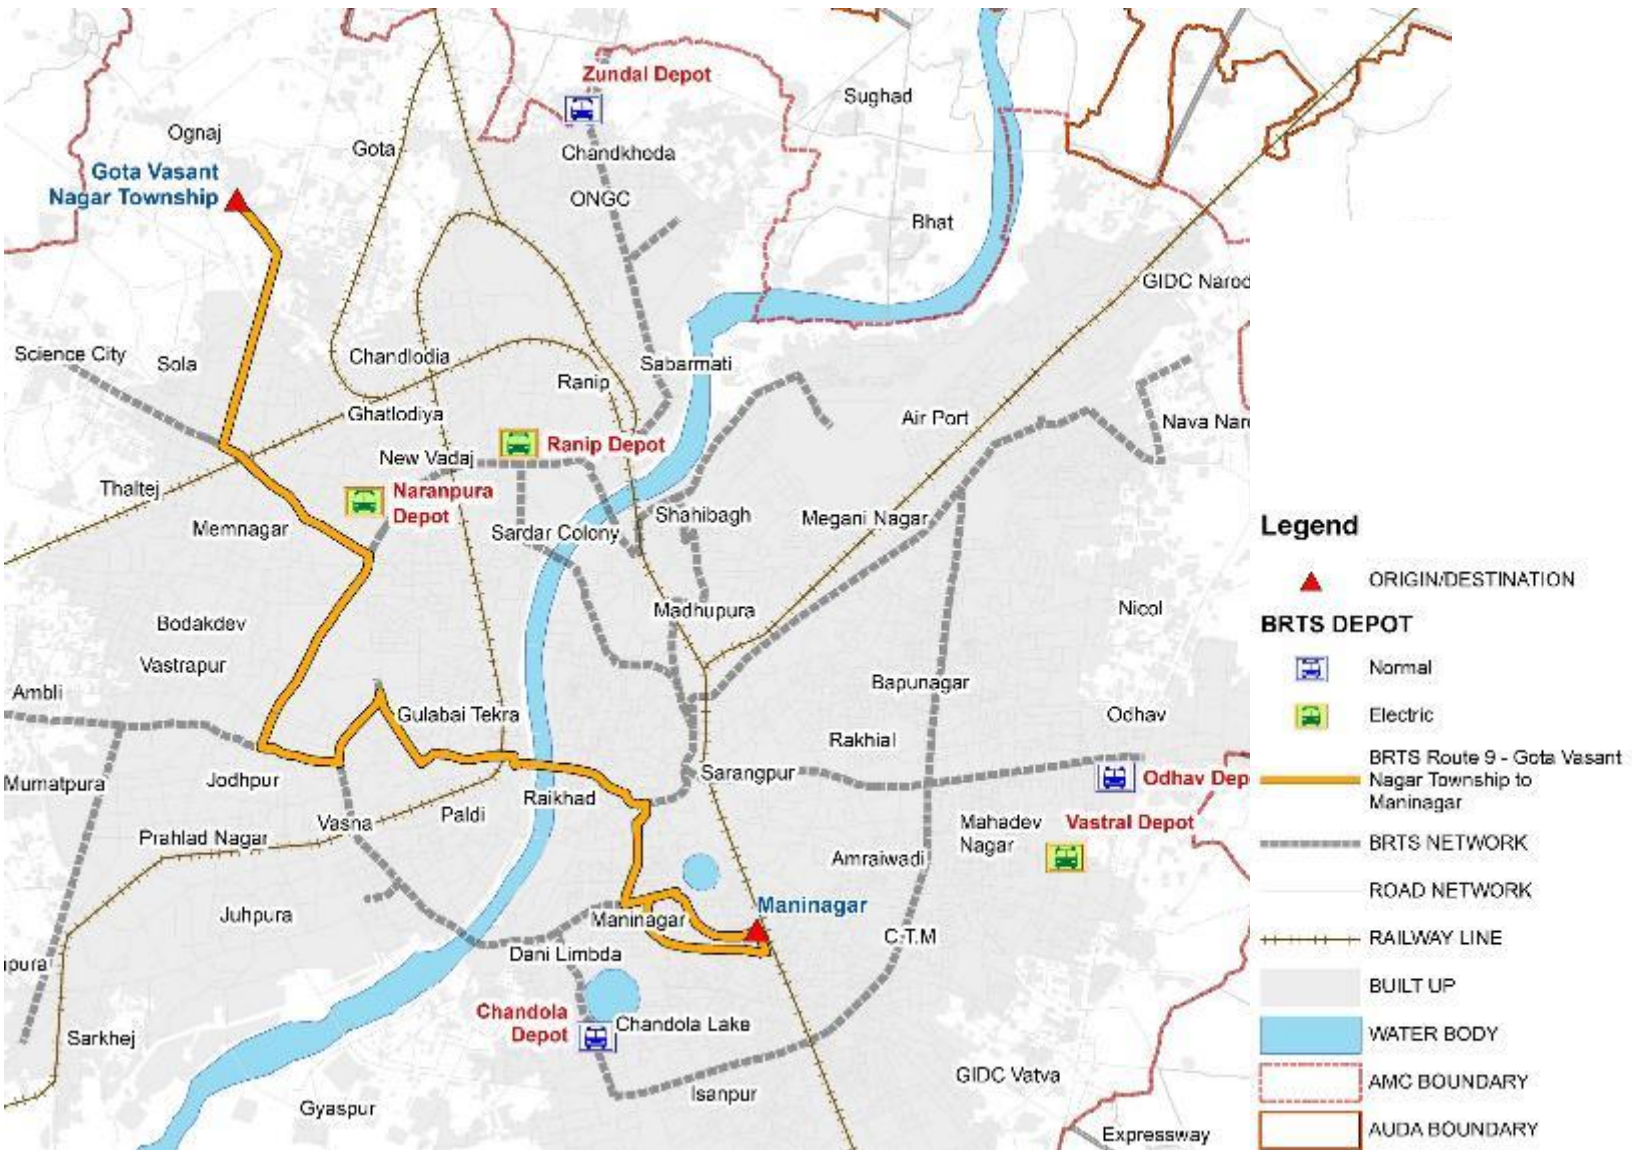 Zundal Depot
Sughad
Ognaj
Gota
Chandkheda
Gota Vasant
Nagar Township
ONGC
Bhat
GIDC Narod
Science City
Sola
Chandlodia
Sabarmati
Ranip
Ghatlodiya
Air Port
Nava Nar
Ranip Depot
New Vadaj
Thaltej
Naranpura
Depot
Memnagar
Sardar Colony
Shahibagh
Megani Nagar
Madhupura
Nicol
Bodakdev
Vastrapur
Ambli
Bapunagar
Gulabai Tekra
Odhav
Rakhial
Mumatpura
Jodhpur
Sarangpur
Odhav Dep
Raikhad
Paldi
Vasna
Prahlad Nagar
Mahadev
Nagar
Vastral Depot
Amraiwadi
Juhpura
Maninagar
Maninagar
C.T.M
Dani Limbda
ipura
Chandola
Depot
Chandola Lake
Sarkhej
Isanpur
GIDC Vatva
Gyaspur
Expressway
Legend
ORIGIN/DESTINATION
BRTS DEPOT
Normal
Electric
BRTS Route 9 - Gota Vasant
Nagar Township to
Maninagar
BRTS NETWORK
ROAD NETWORK
RAILWAY LINE
BUILT UP
WATER BODY
AMC BOUNDARY
AUDA BOUNDARY